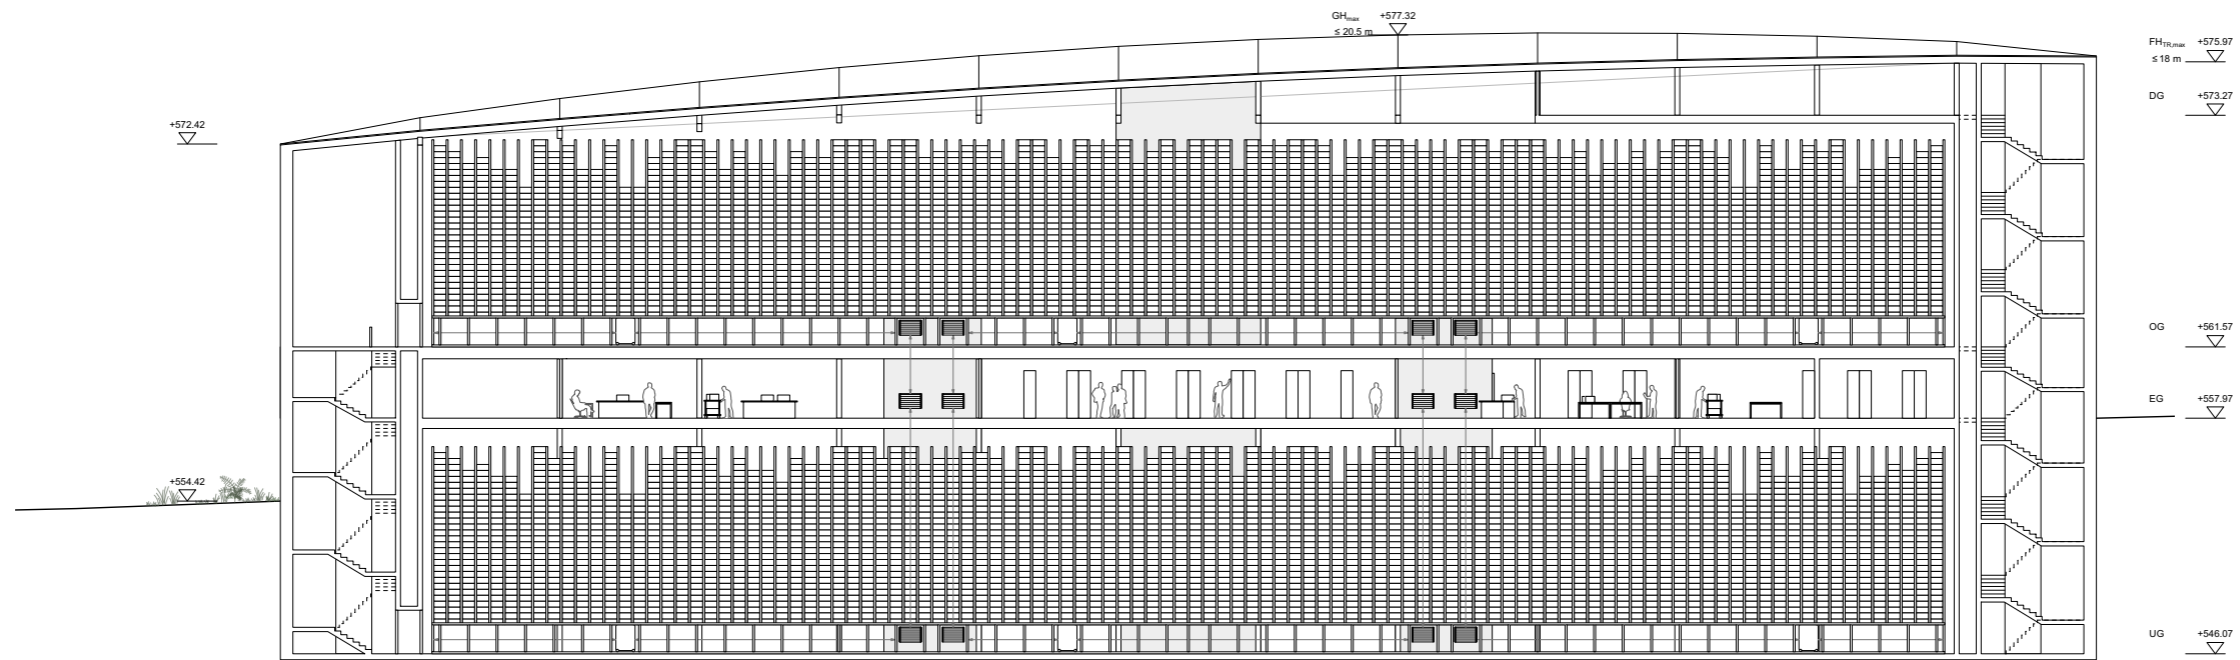 GHmax +577.32
≤ 20.5 m
FHTR,max +575.97
≤ 18 m
DG +573.27
+572.42
OG +561.57
EG +557.97
+554.42
UG +546.07